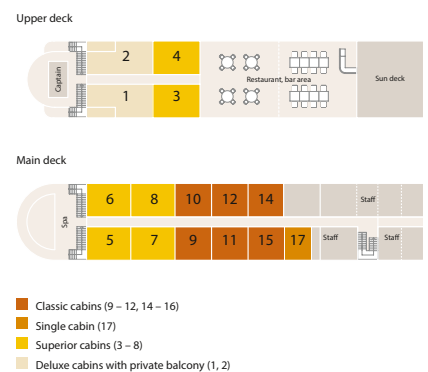 Upper deck
2 4
Captain
Restaurant, bar area
Sun deck
1 3
Main deck
6 8 10 12 14
Staff
Spa
5 7 9 11 15 17 Staff Staff
Classic cabins (9 – 12, 14 – 16)
Single cabin (17)
Superior cabins (3 – 8)
Deluxe cabins with private balcony (1, 2)